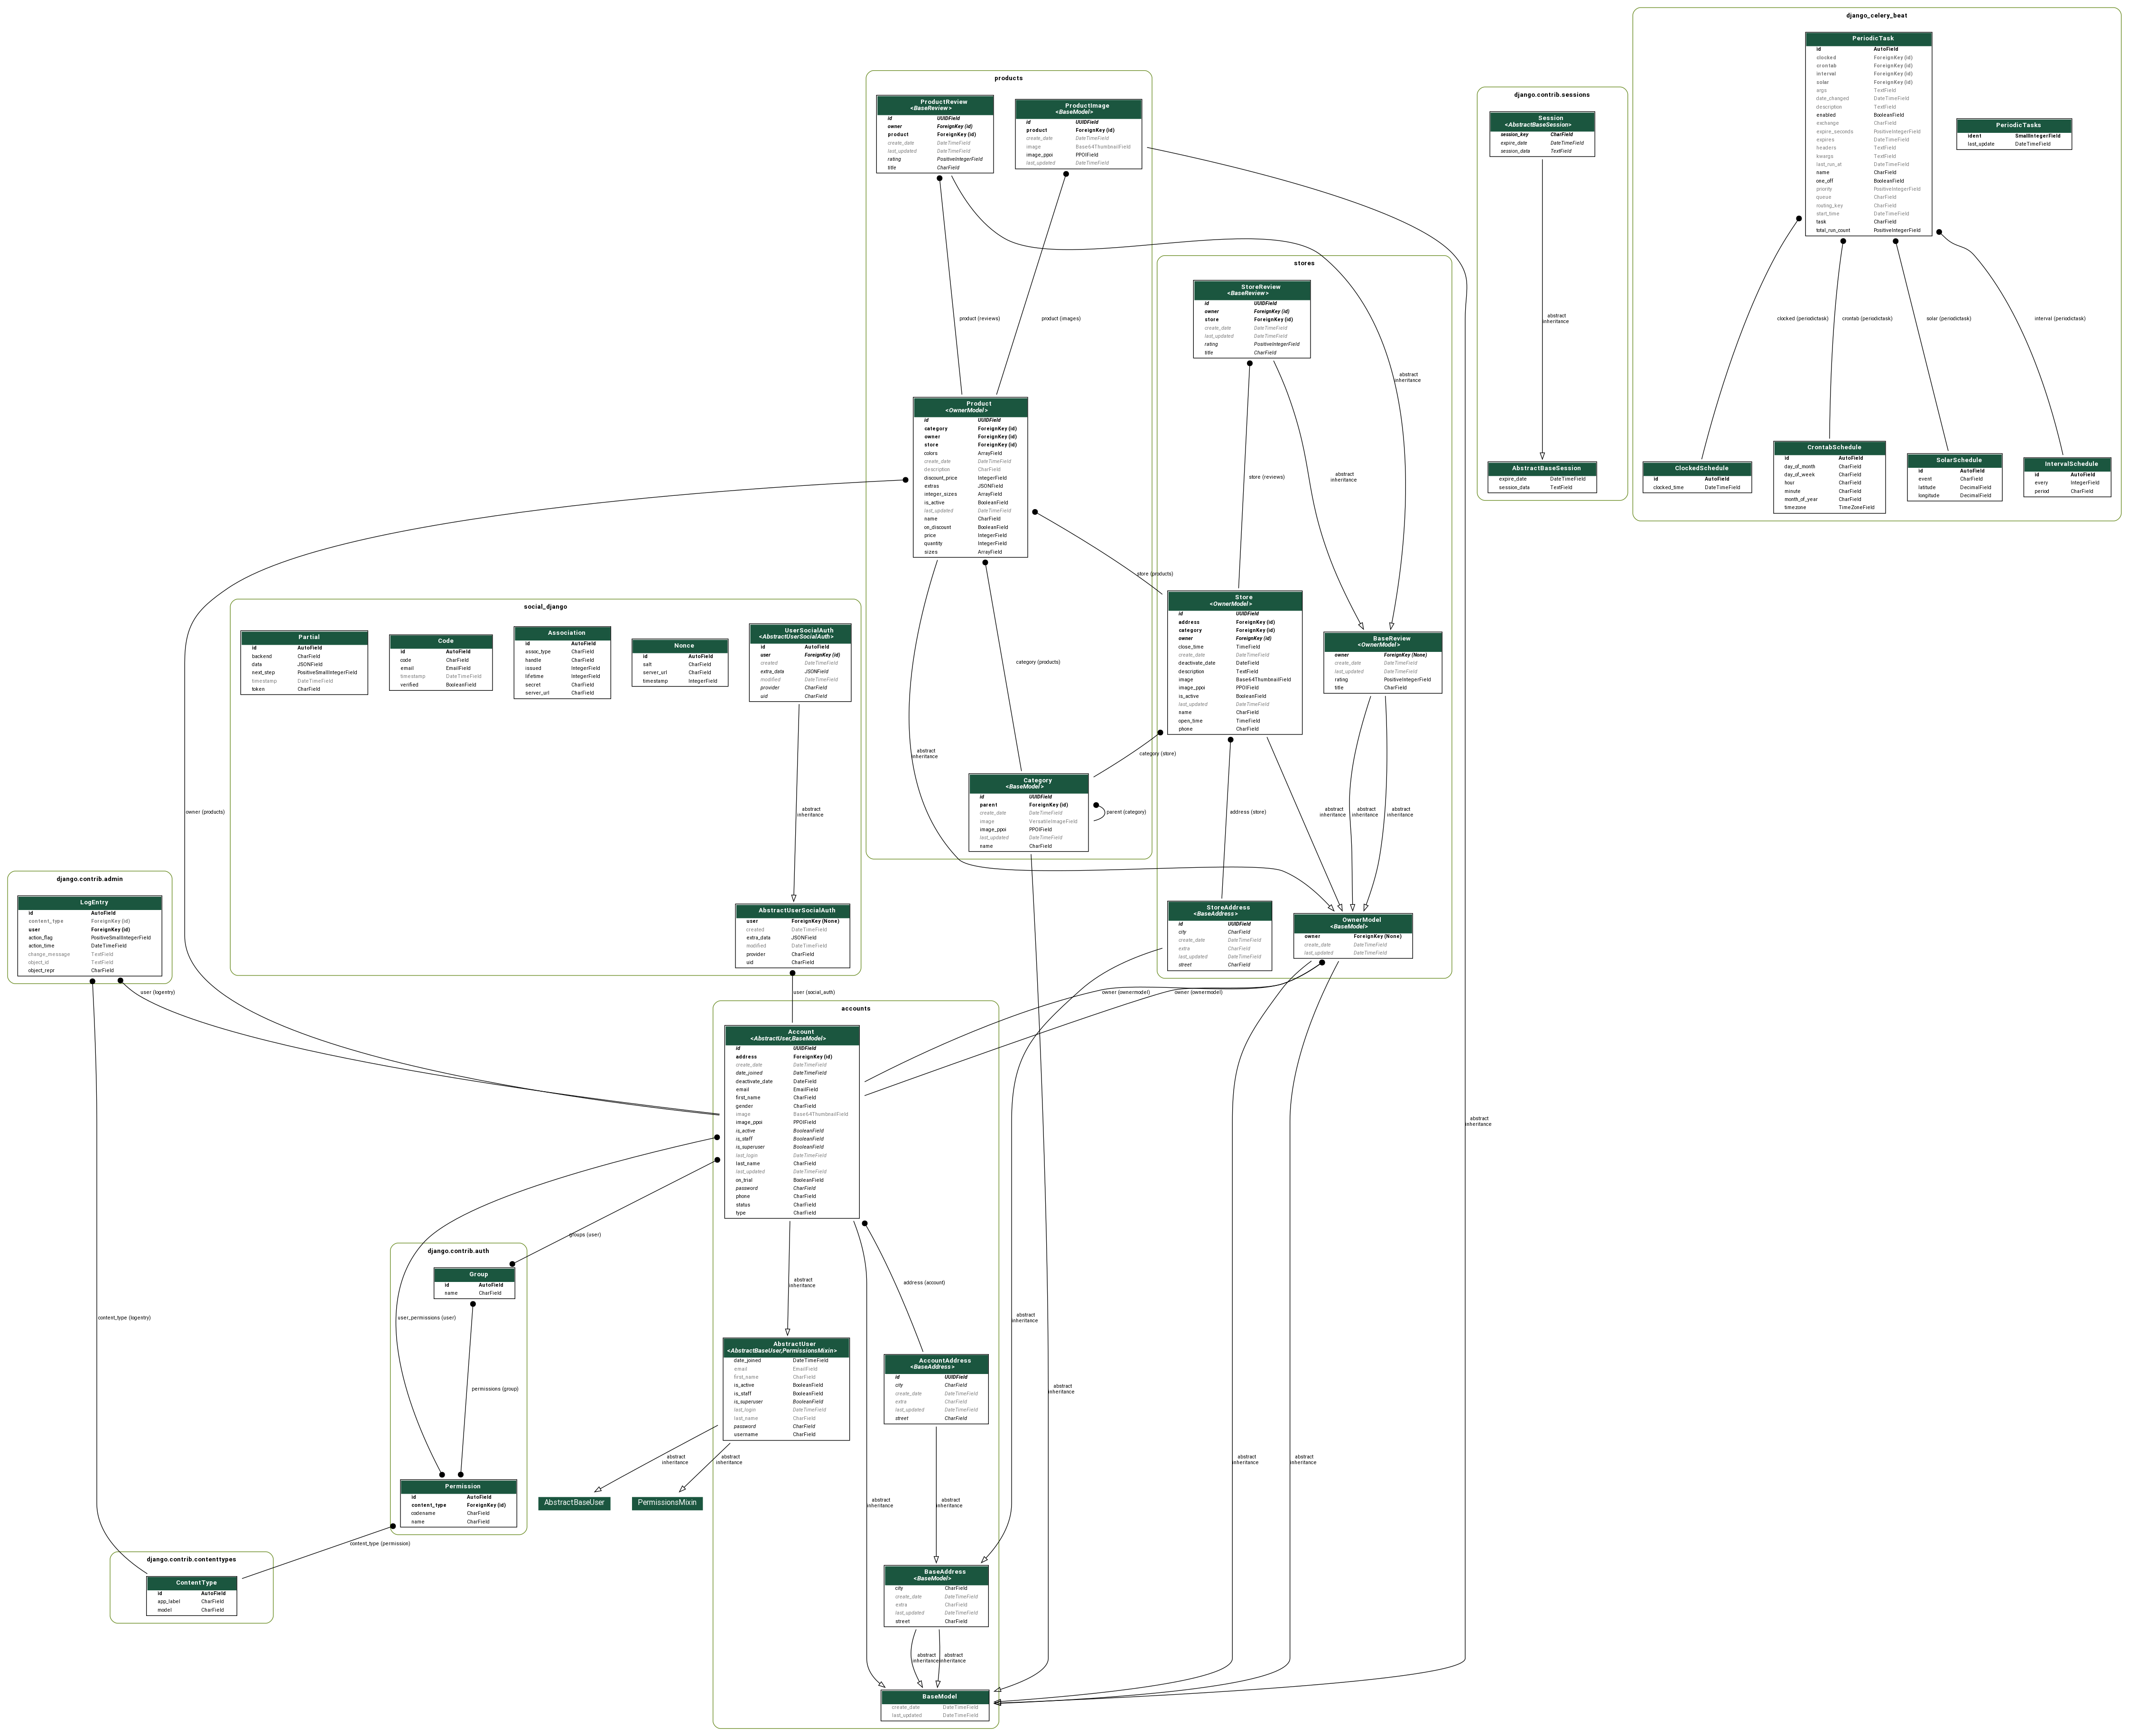 django_celery_beat
PeriodicTask
id AutoField
clocked ForeignKey (id)
crontab ForeignKey (id)
interval ForeignKey (id)
solar ForeignKey (id)
args TextField
date_changed DateTimeField
description TextField
enabled BooleanField
exchange CharField
expire_seconds PositiveIntegerField
expires DateTimeField
headers TextField
kwargs TextField
last_run_at DateTimeField
name CharField
one_off BooleanField
priority PositiveIntegerField
queue CharField
routing_key CharField
start_time DateTimeField
task CharField
total_run_count PositiveIntegerField
PeriodicTasks
ident SmallIntegerField
last_update DateTimeField
clocked (periodictask)
crontab (periodictask)
solar (periodictask)
interval (periodictask)
ClockedSchedule
id AutoField
clocked_time DateTimeField
CrontabSchedule
id AutoField
day_of_month CharField
day_of_week CharField
hour CharField
minute CharField
month_of_year CharField
timezone TimeZoneField
SolarSchedule
id AutoField
event CharField
latitude DecimalField
longitude DecimalField
IntervalSchedule
id AutoField
every IntegerField
period CharField
django.contrib.sessions
Session
<AbstractBaseSession>
session_key CharField
expire_date DateTimeField
session_data TextField
abstract
inheritance
AbstractBaseSession
expire_date DateTimeField
session_data TextField
products
ProductReview
<BaseReview>
id UUIDField
owner ForeignKey (id)
product ForeignKey (id)
create_date DateTimeField
last_updated DateTimeField
rating PositiveIntegerField
title CharField
ProductImage
<BaseModel>
id UUIDField
product ForeignKey (id)
create_date DateTimeField
image Base64ThumbnailField
image_ppoi PPOIField
last_updated DateTimeField
product (reviews)
product (images)
Product
<OwnerModel>
id UUIDField
category ForeignKey (id)
owner ForeignKey (id)
store ForeignKey (id)
colors ArrayField
create_date DateTimeField
description CharField
discount_price IntegerField
extras JSONField
integer_sizes ArrayField
is_active BooleanField
last_updated DateTimeField
name CharField
on_discount BooleanField
price IntegerField
quantity IntegerField
sizes ArrayField
store (products)
category (products)
abstract
inheritance
category (store)
Category
<BaseModel>
id UUIDField
parent ForeignKey (id)
create_date DateTimeField
image VersatileImageField
image_ppoi PPOIField
last_updated DateTimeField
name CharField
parent (category)
stores
StoreReview
<BaseReview>
id UUIDField
owner ForeignKey (id)
store ForeignKey (id)
create_date DateTimeField
last_updated DateTimeField
rating PositiveIntegerField
title CharField
abstract
inheritance
store (reviews)
abstract
inheritance
Store
<OwnerModel>
id UUIDField
address ForeignKey (id)
category ForeignKey (id)
owner ForeignKey (id)
close_time TimeField
create_date DateTimeField
deactivate_date DateField
description TextField
image Base64ThumbnailField
image_ppoi PPOIField
is_active BooleanField
last_updated DateTimeField
name CharField
open_time TimeField
phone CharField
BaseReview
<OwnerModel>
owner ForeignKey (None)
create_date DateTimeField
last_updated DateTimeField
rating PositiveIntegerField
title CharField
address (store)
abstract
inheritance
abstract
inheritance
abstract
inheritance
StoreAddress
<BaseAddress>
id UUIDField
city CharField
create_date DateTimeField
extra CharField
last_updated DateTimeField
street CharField
OwnerModel
<BaseModel>
owner ForeignKey (None)
create_date DateTimeField
last_updated DateTimeField
owner (ownermodel)
owner (ownermodel)
social_django
Partial
id AutoField
backend CharField
data JSONField
next_step PositiveSmallIntegerField
timestamp DateTimeField
token CharField
Code
id AutoField
code CharField
email EmailField
timestamp DateTimeField
verified BooleanField
Association
id AutoField
assoc_type CharField
handle CharField
issued IntegerField
lifetime IntegerField
secret CharField
server_url CharField
Nonce
id AutoField
salt CharField
server_url CharField
timestamp IntegerField
UserSocialAuth
<AbstractUserSocialAuth>
id AutoField
user ForeignKey (id)
created DateTimeField
extra_data JSONField
modified DateTimeField
provider CharField
uid CharField
abstract
inheritance
AbstractUserSocialAuth
user ForeignKey (None)
created DateTimeField
extra_data JSONField
modified DateTimeField
provider CharField
uid CharField
owner (products)
user (social_auth)
django.contrib.admin
LogEntry
id AutoField
content_type ForeignKey (id)
user ForeignKey (id)
action_flag PositiveSmallIntegerField
action_time DateTimeField
change_message TextField
object_id TextField
object_repr CharField
user (logentry)
content_type (logentry)
accounts
Account
<AbstractUser,BaseModel>
id UUIDField
address ForeignKey (id)
create_date DateTimeField
date_joined DateTimeField
deactivate_date DateField
email EmailField
first_name CharField
gender CharField
image Base64ThumbnailField
image_ppoi PPOIField
is_active BooleanField
is_staff BooleanField
is_superuser BooleanField
last_login DateTimeField
last_name CharField
last_updated DateTimeField
on_trial BooleanField
password CharField
phone CharField
status CharField
type CharField
abstract
inheritance
address (account)
AbstractUser
<AbstractBaseUser,PermissionsMixin>
date_joined DateTimeField
email EmailField
first_name CharField
is_active BooleanField
is_staff BooleanField
is_superuser BooleanField
last_login DateTimeField
last_name CharField
password CharField
username CharField
AccountAddress
<BaseAddress>
id UUIDField
city CharField
create_date DateTimeField
extra CharField
last_updated DateTimeField
street CharField
abstract
inheritance
abstract
inheritance
AbstractBaseUser
PermissionsMixin
abstract
inheritance
abstract
inheritance
abstract
inheritance
abstract
inheritance
abstract
inheritance
abstract
inheritance
abstract
inheritance
BaseAddress
<BaseModel>
city CharField
create_date DateTimeField
extra CharField
last_updated DateTimeField
street CharField
abstract
inheritance
abstract
inheritance
BaseModel
create_date DateTimeField
last_updated DateTimeField
django.contrib.auth
groups (user)
Group
id AutoField
name CharField
user_permissions (user)
permissions (group)
Permission
id AutoField
content_type ForeignKey (id)
codename CharField
name CharField
content_type (permission)
django.contrib.contenttypes
ContentType
id AutoField
app_label CharField
model CharField